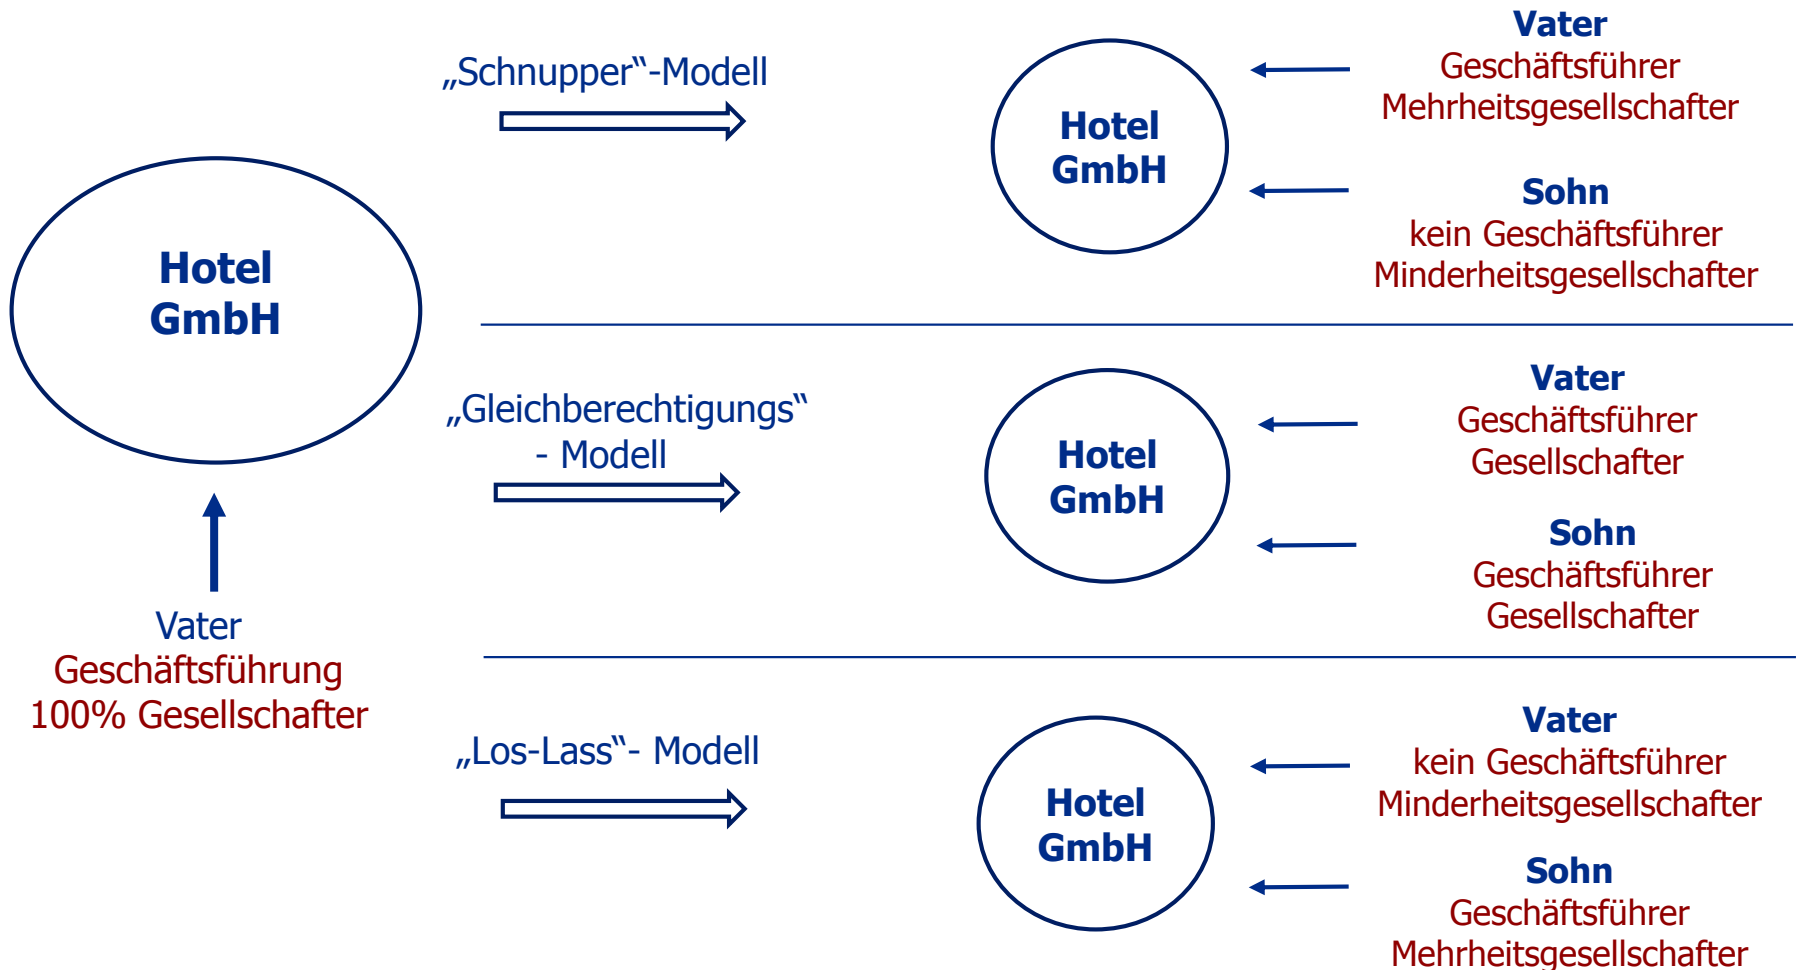 Hotel
GmbH
Vater
Geschäftsführung
100% Gesellschafter
„Schnupper“-Modell
Hotel
GmbH
Vater
Geschäftsführer
Mehrheitsgesellschafter
Sohn
kein Geschäftsführer
Minderheitsgesellschafter
„Gleichberechtigungs“
- Modell
Hotel
GmbH
Vater
Geschäftsführer
Gesellschafter
Sohn
Geschäftsführer
Gesellschafter
„Los-Lass“- Modell
Hotel
GmbH
Vater
kein Geschäftsführer
Minderheitsgesellschafter
Sohn
Geschäftsführer
Mehrheitsgesellschafter